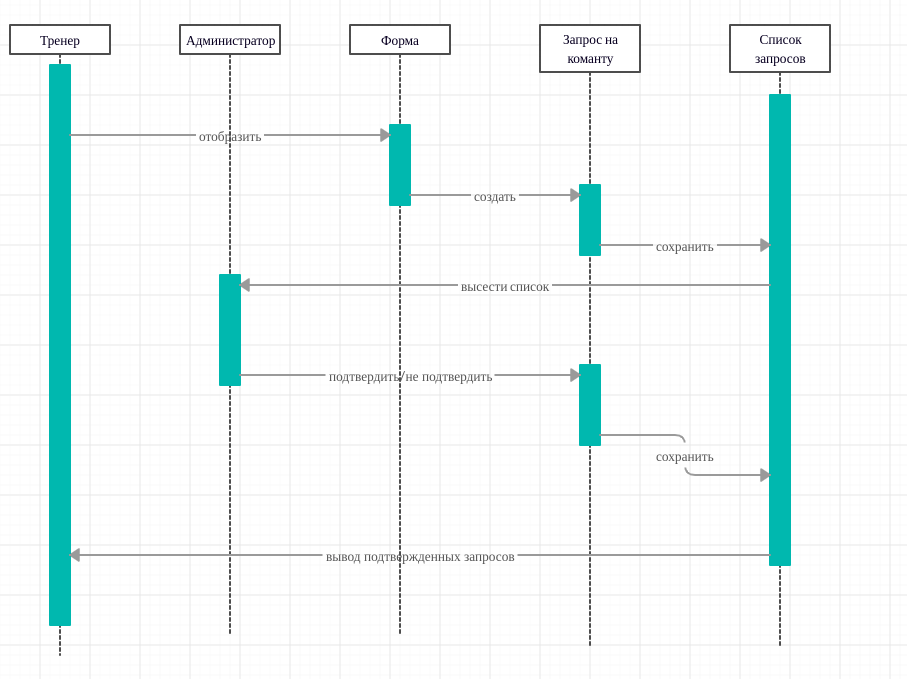 Тренер
Администратор
Форма
Запрос на
команту
Список
запросов
отобразить
создать
сохранить
высести список
подтвердить/не подтвердить
сохранить
вывод подтвержденных запросов